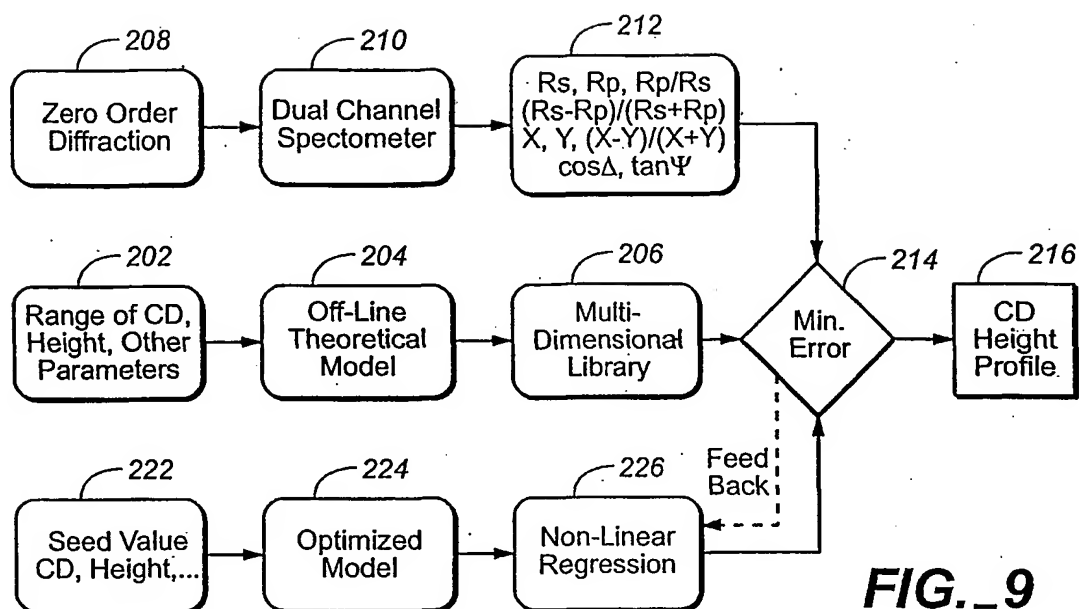 208
Zero Order
Diffraction
210
Dual Channel
Spectometer
212
Rs, Rp, Rp/Rs
(Rs-Rp)/(Rs+Rp)
X, Y, (X-Y)/(X+Y)
cosΔ, tanΨ
202
Range of CD,
Height, Other
Parameters
204
Off-Line
Theoretical
Model
206
Multi-
Dimensional
Library
214
Min.
Error
216
CD
Height
Profile
222
Seed Value
CD, Height,...
224
Optimized
Model
226
Non-Linear
Regression
Feed
Back
FIG._9